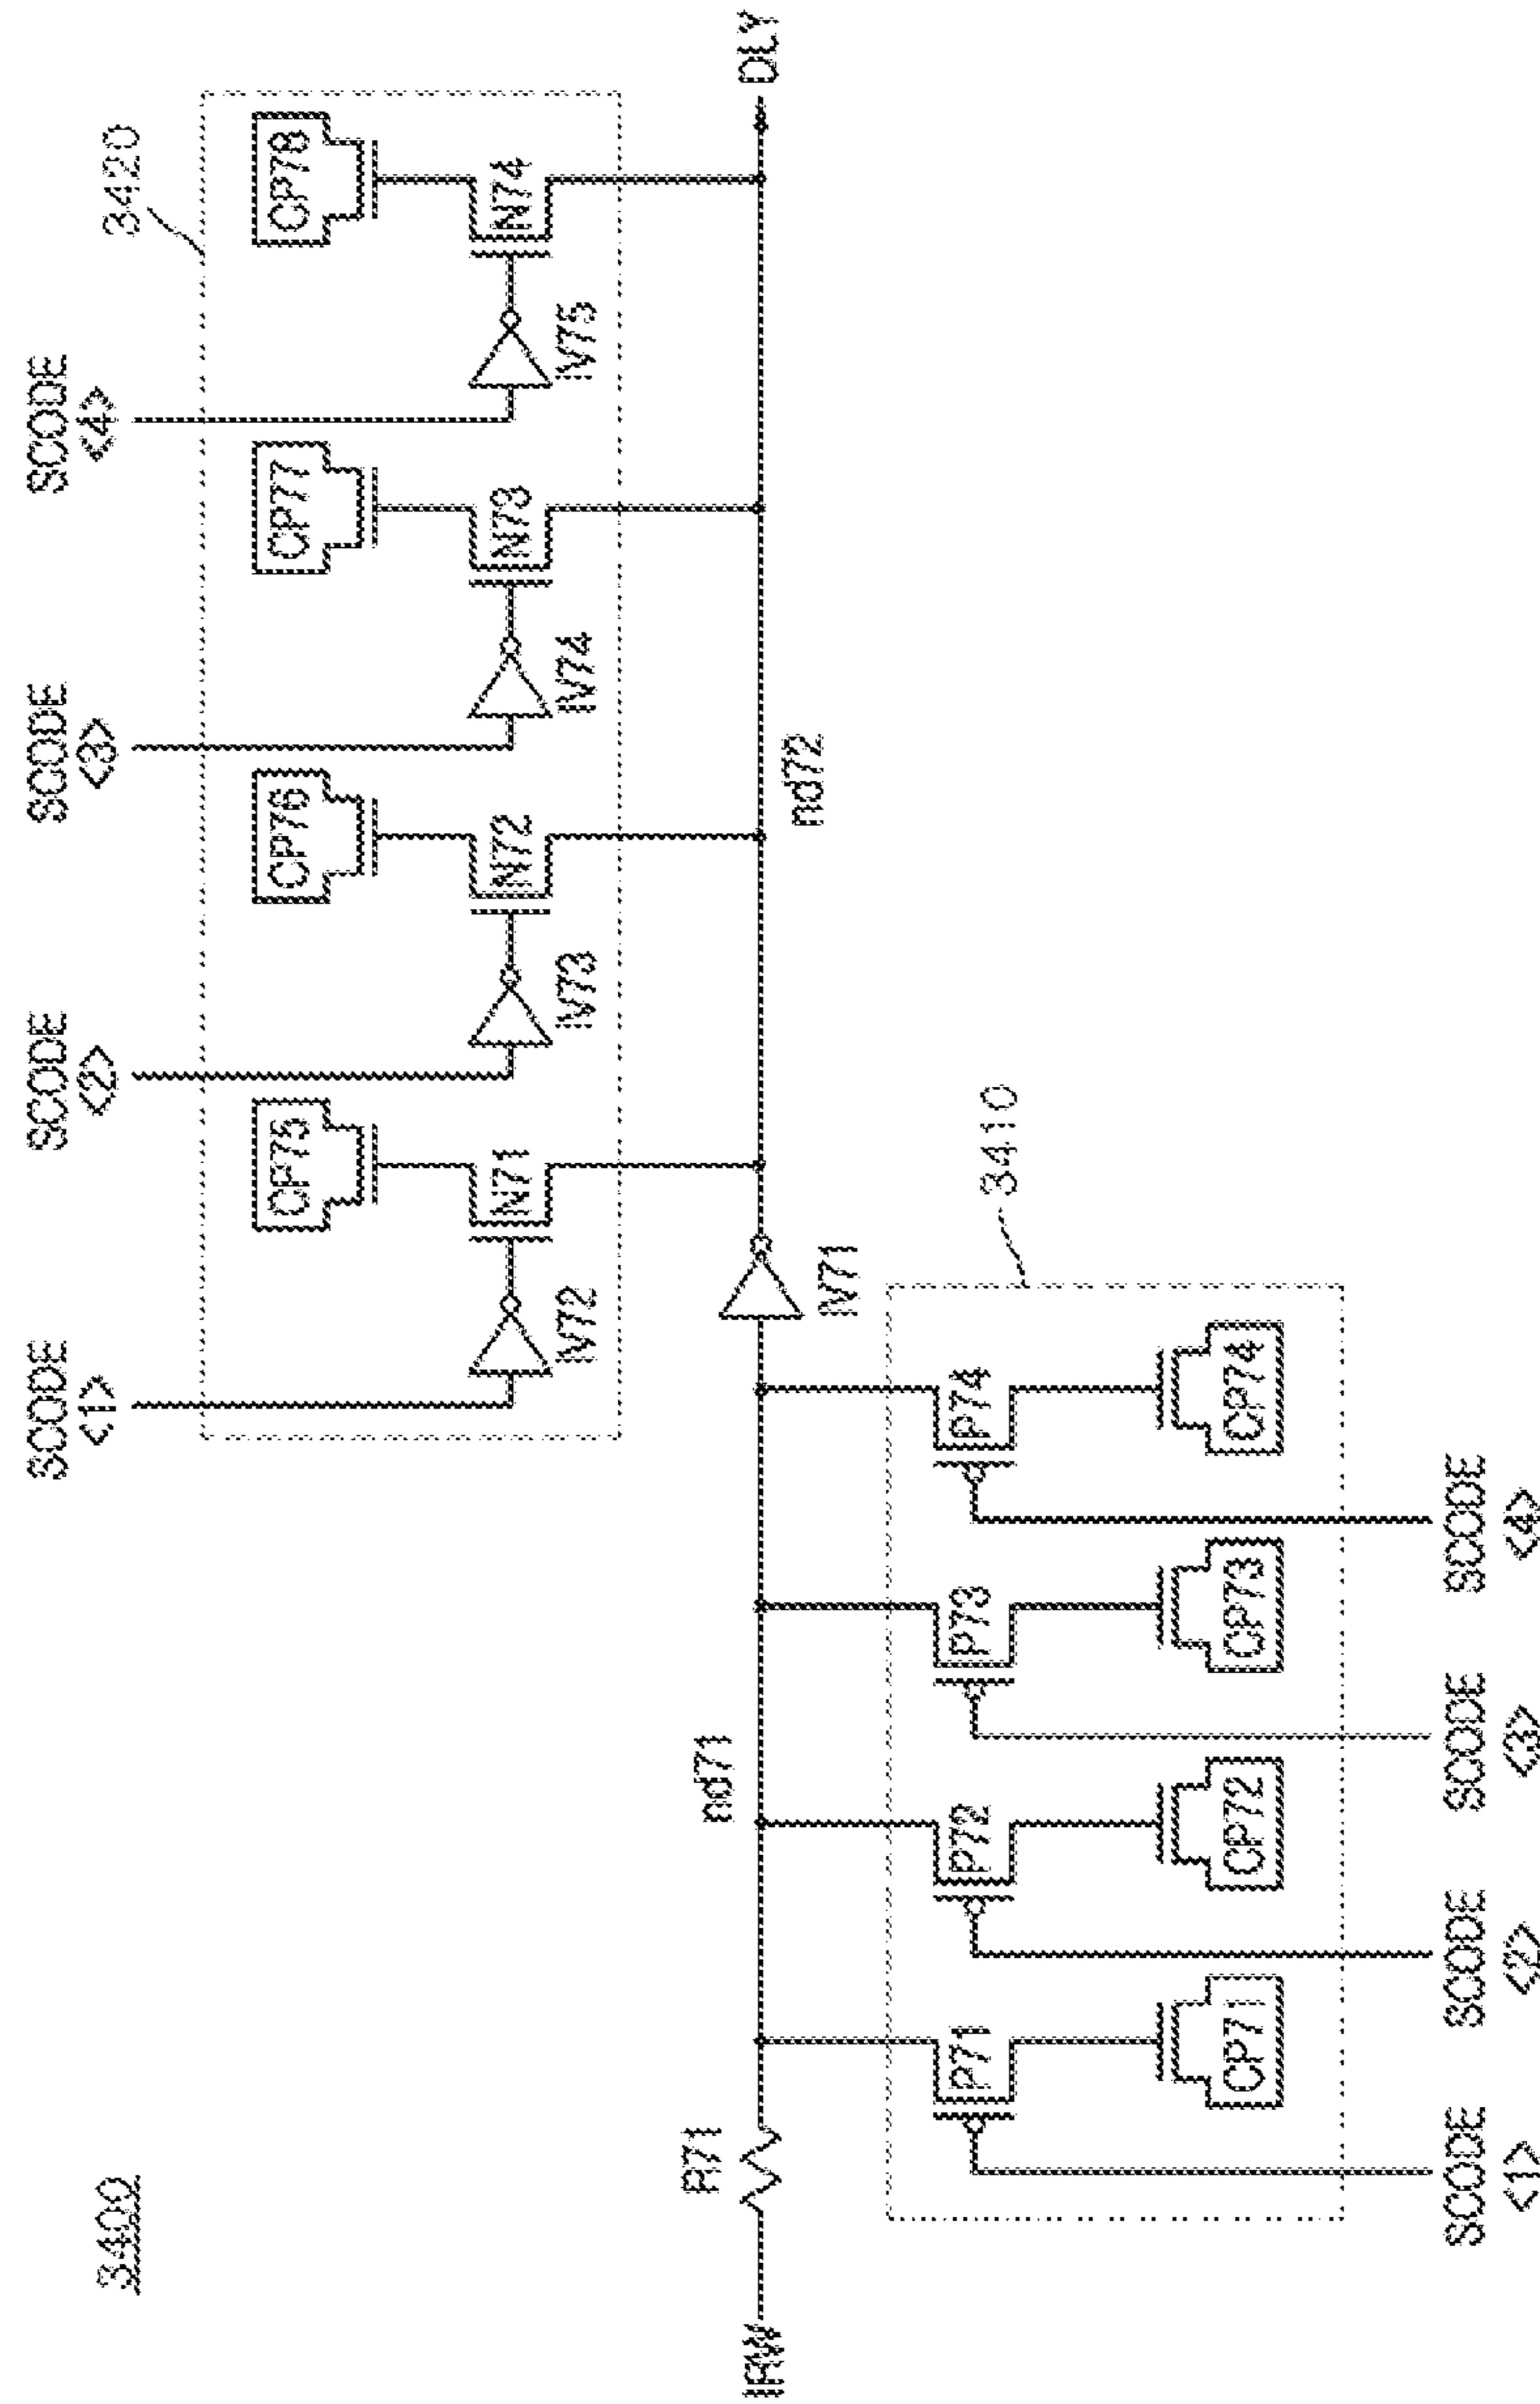 3400
SCODE
<1>
SCODE
<2>
SCODE
<3>
SCODE
<4>
3420
CP75
CP76
CP77
CP78
N71
N72
N73
N74
IV72
IV73
IV74
IV75
IRW
R71
nd71
IV71
nd72
DLY
3410
P71
P72
P73
P74
CP71
CP72
CP73
CP74
SCODE
<1>
SCODE
<2>
SCODE
<3>
SCODE
<4>